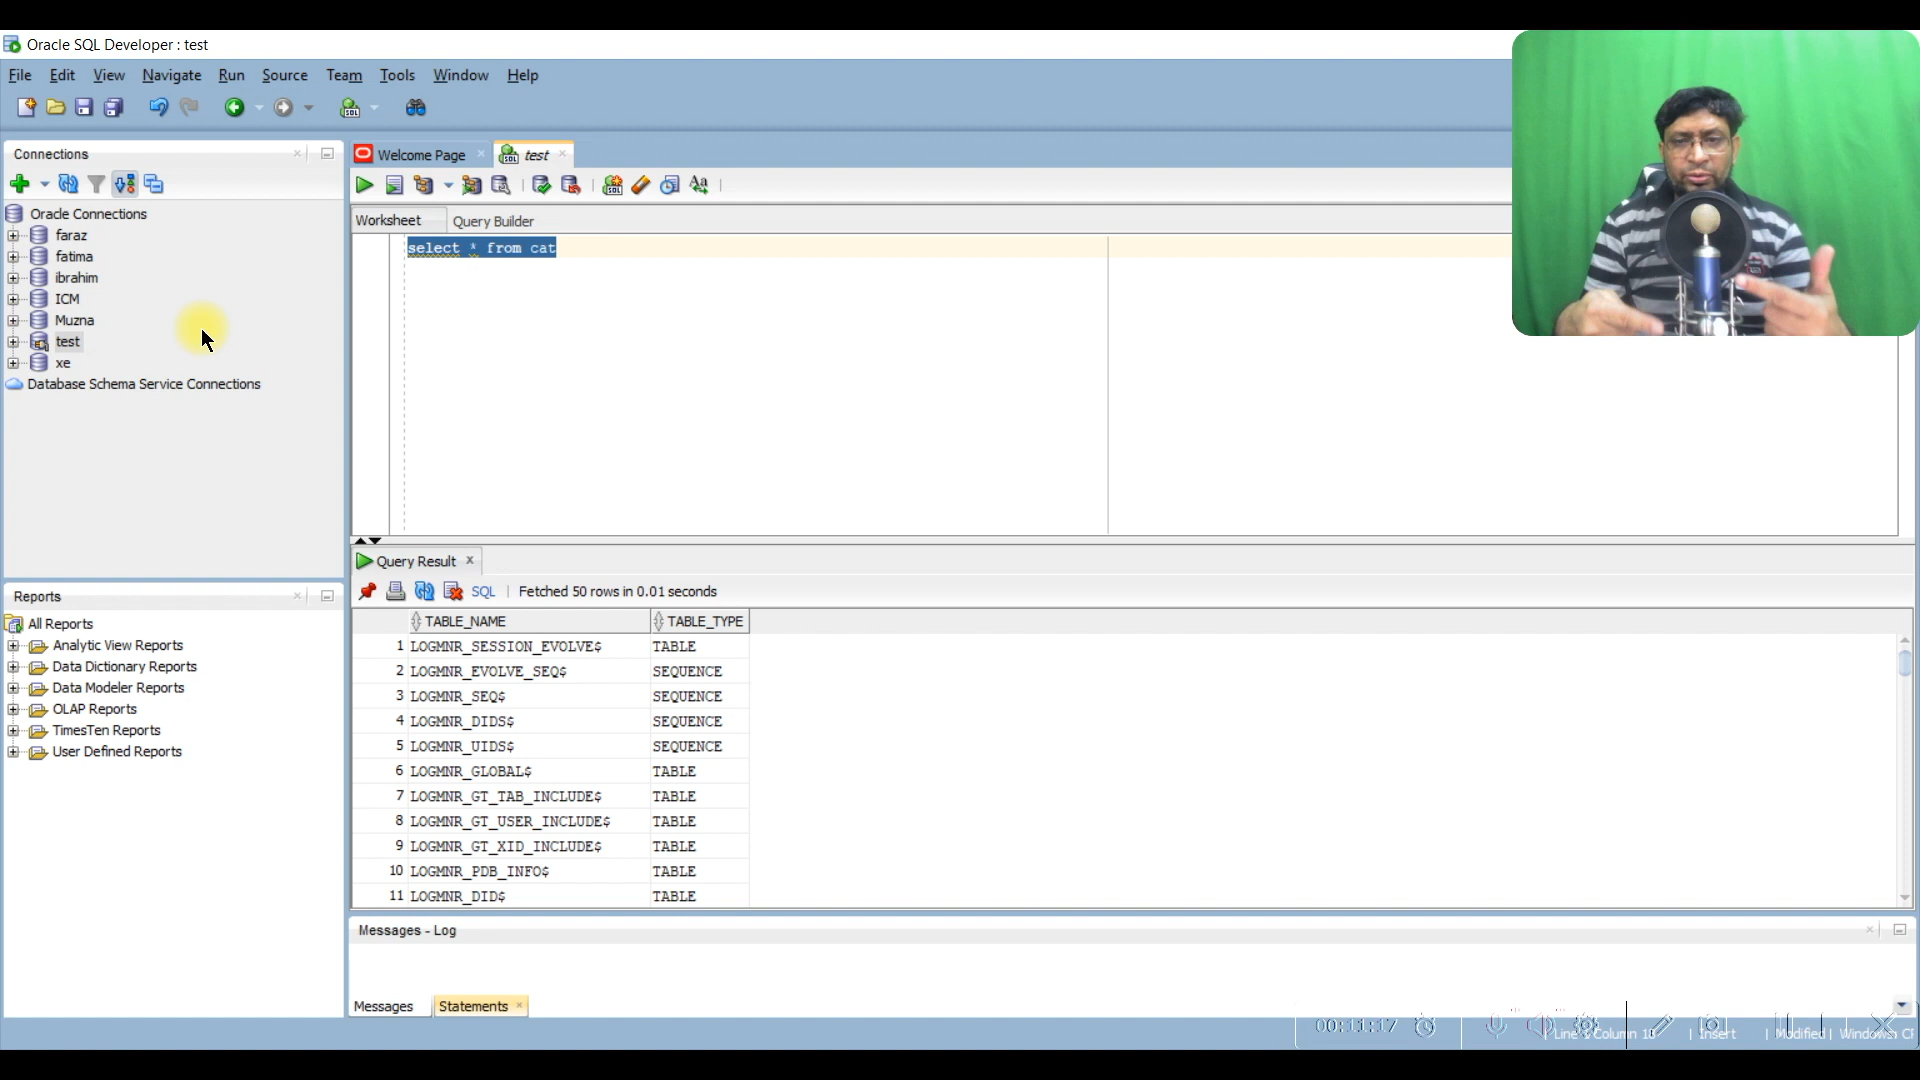 Oracle SQL Developer : test
File Edit View Navigate Run Source Team Tools Window Help
Connections
Oracle Connections
faraz
fatima
ibrahim
ICM
Muzna
test
xe
Database Schema Service Connections
Reports
All Reports
Analytic View Reports
Data Dictionary Reports
Data Modeler Reports
OLAP Reports
TimesTen Reports
User Defined Reports
Welcome Page
test
Worksheet Query Builder
select * from cat
Query Result
SQL | Fetched 50 rows in 0.01 seconds
TABLE_NAME TABLE_TYPE
1 LOGMNR_SESSION_EVOLVE$ TABLE
2 LOGMNR_EVOLVE_SEQ$ SEQUENCE
3 LOGMNR_SEQ$ SEQUENCE
4 LOGMNR_DIDS$ SEQUENCE
5 LOGMNR_UIDS$ SEQUENCE
6 LOGMNR_GLOBAL$ TABLE
7 LOGMNR_GT_TAB_INCLUDE$ TABLE
8 LOGMNR_GT_USER_INCLUDE$ TABLE
9 LOGMNR_GT_XID_INCLUDE$ TABLE
10 LOGMNR_PDB_INFO$ TABLE
11 LOGMNR_DID$ TABLE
Messages - Log
Messages Statements
00:11:17
Column Insert Modified